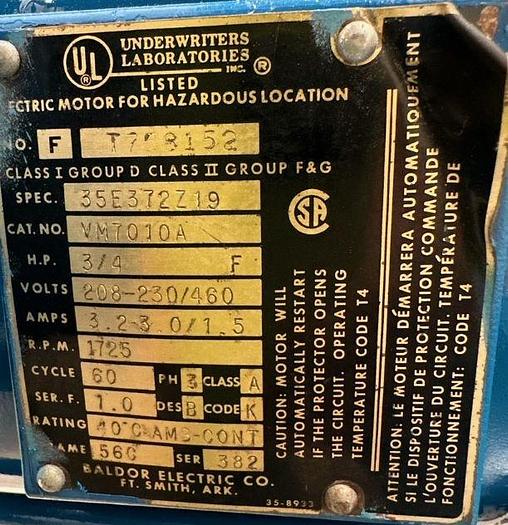 UL ®
UNDERWRITERS
LABORATORIES
INC. ®
LISTED
CTRIC MOTOR FOR HAZARDOUS LOCATION
NO. F
CLASS I GROUP D CLASS II GROUP F&G
SPEC. 35E372Z19
CAT. NO. VM7010A
H.P. 3/4 F
VOLTS 208-230/460
AMPS 3.2-3.0/1.5
R.P.M. 1725
CYCLE 60 PH 3 CLASS A
SER. F. 1.0 DES B CODE K
RATING 40°C AMB-CONT
AME 56C SER 382
BALDOR ELECTRIC CO.
FT. SMITH, ARK.
35-8933
SA
CAUTION: MOTOR WILL
AUTOMATICALLY RESTART
IF THE PROTECTOR OPENS
THE CIRCUIT. OPERATING
TEMPERATURE CODE T4
ATTENTION: LE MOTEUR DÉMARRERA AUTOMATIQUEMENT
SI LE DISPOSITIF DE PROTECTION COMMANDE
L'OUVERTURE DU CIRCUIT. TEMPÉRATURE DE
FONCTIONNEMENT: CODE T4